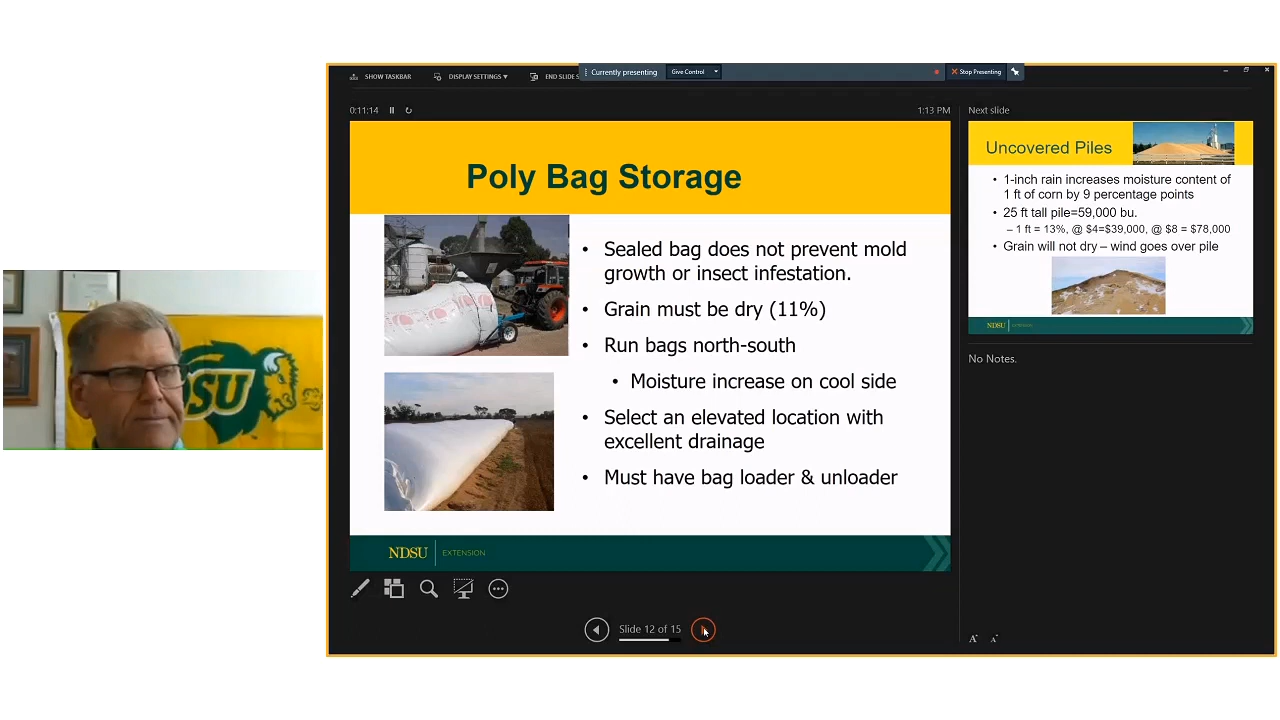 SHOW TASKBAR
DISPLAY SETTINGS ▼
END SLIDE S
Currently presenting
Give Control
Stop Presenting
0:11:14
1:13 PM
Next slide
Poly Bag Storage
• Sealed bag does not prevent mold
growth or insect infestation.
• Grain must be dry (11%)
• Run bags north-south
• Moisture increase on cool side
• Select an elevated location with
excellent drainage
• Must have bag loader & unloader
NDSU
EXTENSION
Uncovered Piles
• 1-inch rain increases moisture content of
1 ft of corn by 9 percentage points
• 25 ft tall pile=59,000 bu.
– 1 ft = 13%, @ $4=$39,000, @ $8 = $78,000
• Grain will not dry – wind goes over pile
NDSU
EXTENSION
No Notes.
Slide 12 of 15
A
A
SU